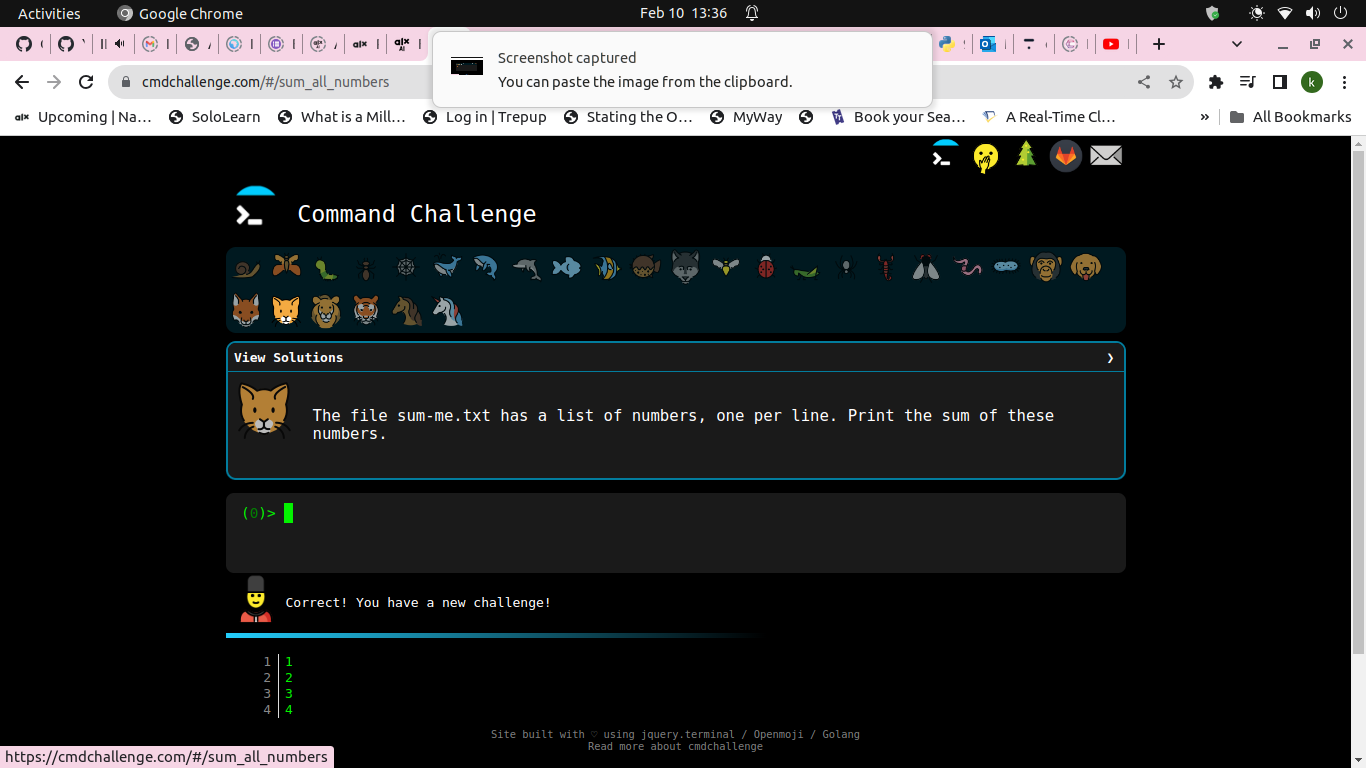 Activities
Google Chrome
Feb 10 13:36
Screenshot captured
You can paste the image from the clipboard.
cmdchallenge.com/#/sum_all_numbers
k
Upcoming | Na...
SoloLearn
What is a Mill...
Log in | Trepup
Stating the O...
MyWay
Book your Sea...
A Real-Time Cl...
»
All Bookmarks
Command Challenge
View Solutions
The file sum-me.txt has a list of numbers, one per line. Print the sum of these
numbers.
(0)>
Correct! You have a new challenge!
1 1
2 2
3 3
4 4
Site built with ♡ using jquery.terminal / Openmoji / Golang
Read more about cmdchallenge
https://cmdchallenge.com/#/sum_all_numbers